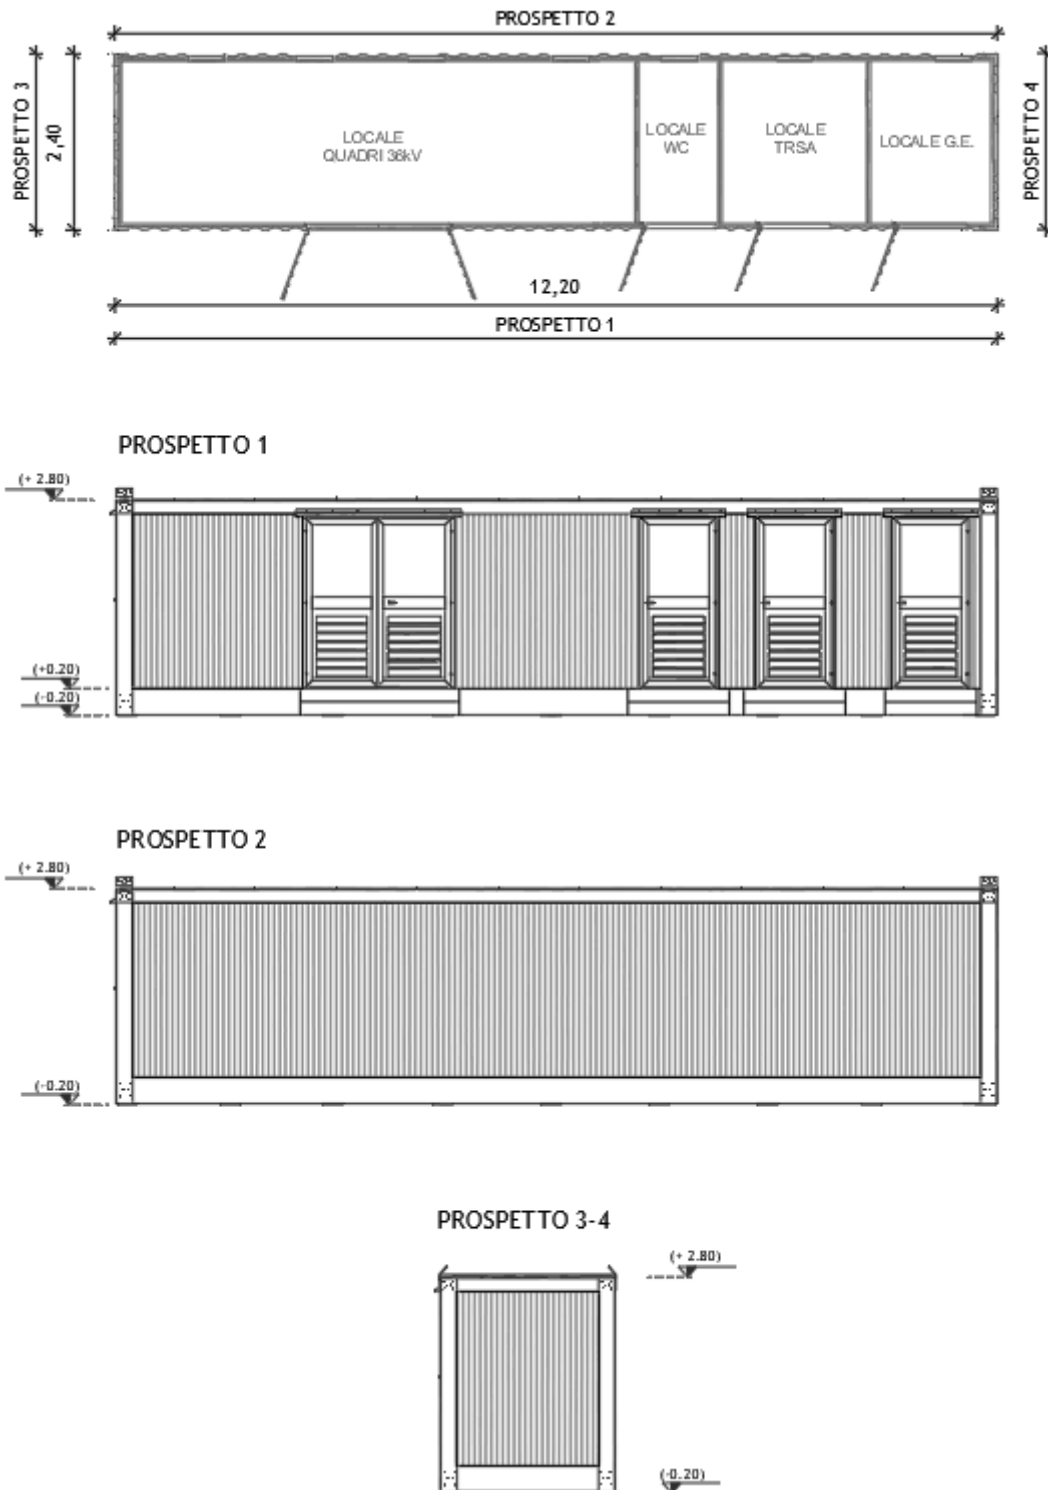 PROSPETTO 2
PROSPETTO 3
2,40
LOCALE
QUADRI 36kV
LOCALE
WC
LOCALE
TRSA
LOCALE G.E.
PROSPETTO 4
12,20
PROSPETTO 1
PROSPETTO 1
(+ 2.80)
(+0.20)
(-0.20)
PROSPETTO 2
(+ 2.80)
(-0.20)
PROSPETTO 3-4
(+ 2.80)
(-0.20)